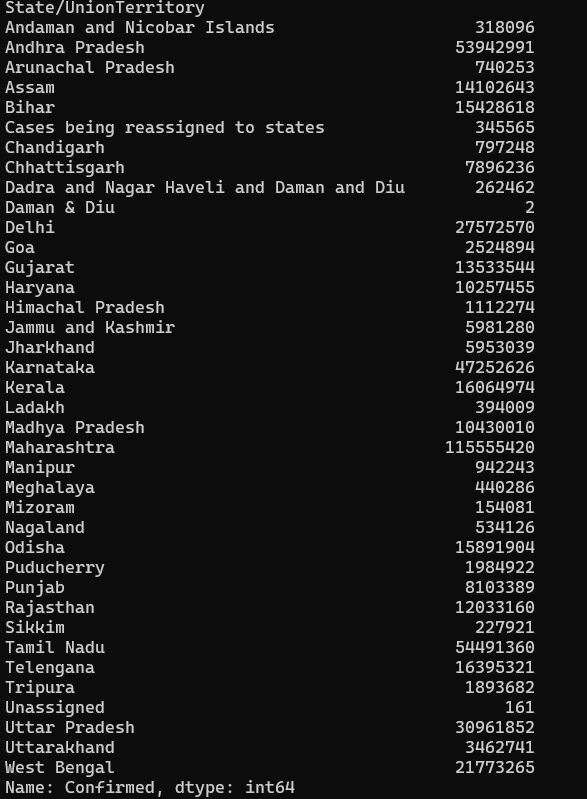 State/UnionTerritory
Andaman and Nicobar Islands 318096
Andhra Pradesh 53942991
Arunachal Pradesh 740253
Assam 14102643
Bihar 15428618
Cases being reassigned to states 345565
Chandigarh 797248
Chhattisgarh 7896236
Dadra and Nagar Haveli and Daman and Diu 262462
Daman & Diu 2
Delhi 27572570
Goa 2524894
Gujarat 13533544
Haryana 10257455
Himachal Pradesh 1112274
Jammu and Kashmir 5981280
Jharkhand 5953039
Karnataka 47252626
Kerala 16064974
Ladakh 394009
Madhya Pradesh 10430010
Maharashtra 115555420
Manipur 942243
Meghalaya 440286
Mizoram 154081
Nagaland 534126
Odisha 15891904
Puducherry 1984922
Punjab 8103389
Rajasthan 12033160
Sikkim 227921
Tamil Nadu 54491360
Telengana 16395321
Tripura 1893682
Unassigned 161
Uttar Pradesh 30961852
Uttarakhand 3462741
West Bengal 21773265
Name: Confirmed, dtype: int64